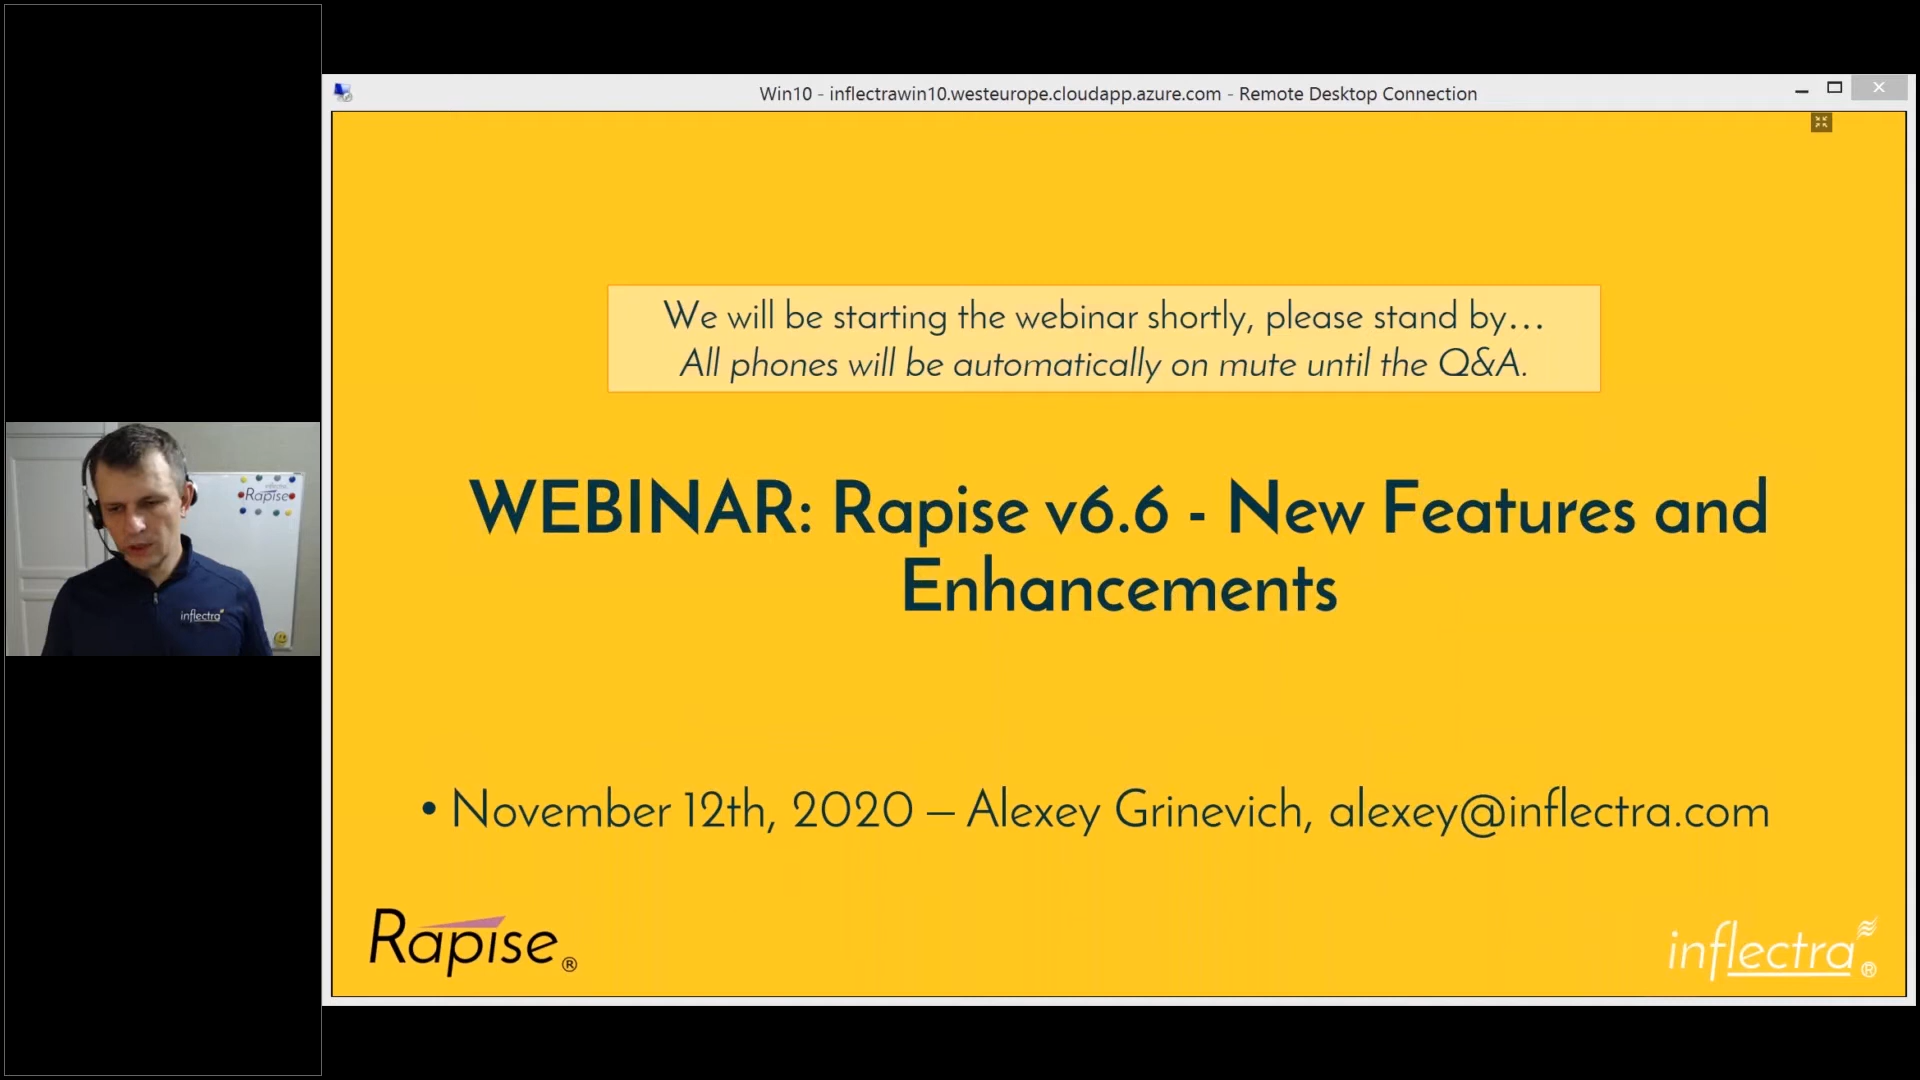 Win10 - inflectrawin10.westeurope.cloudapp.azure.com - Remote Desktop Connection
We will be starting the webinar shortly, please stand by...
All phones will be automatically on mute until the Q&A.
WEBINAR: Rapise v6.6 - New Features and
Enhancements
• November 12th, 2020 – Alexey Grinevich, alexey@inflectra.com
Rapise®
inflectra®
Rapise
inflectra